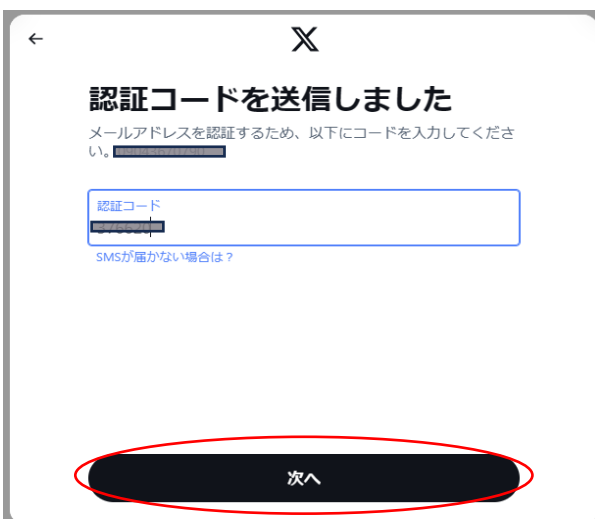 ←
認証コードを送信しました
メールアドレスを認証するため、以下にコードを入力してくださ
い。
認証コード
SMSが届かない場合は？
次へ